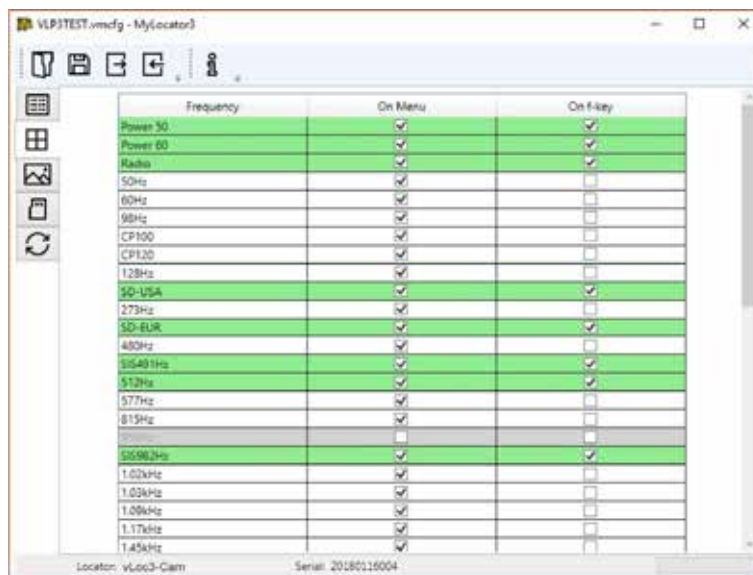 VLP3TEST.vmcfg - MyLocator3
Frequency On Menu On f-key
Power 50
Power 60
Radio
50Hz
60Hz
98Hz
CP100
CP120
128Hz
SD-USA
273Hz
SD-EUR
480Hz
SIS491Hz
512Hz
577Hz
815Hz
SIS982Hz
1.02kHz
1.03kHz
1.09kHz
1.17kHz
1.45kHz
Locator: vLoc3-Cam Serial: 20180116004